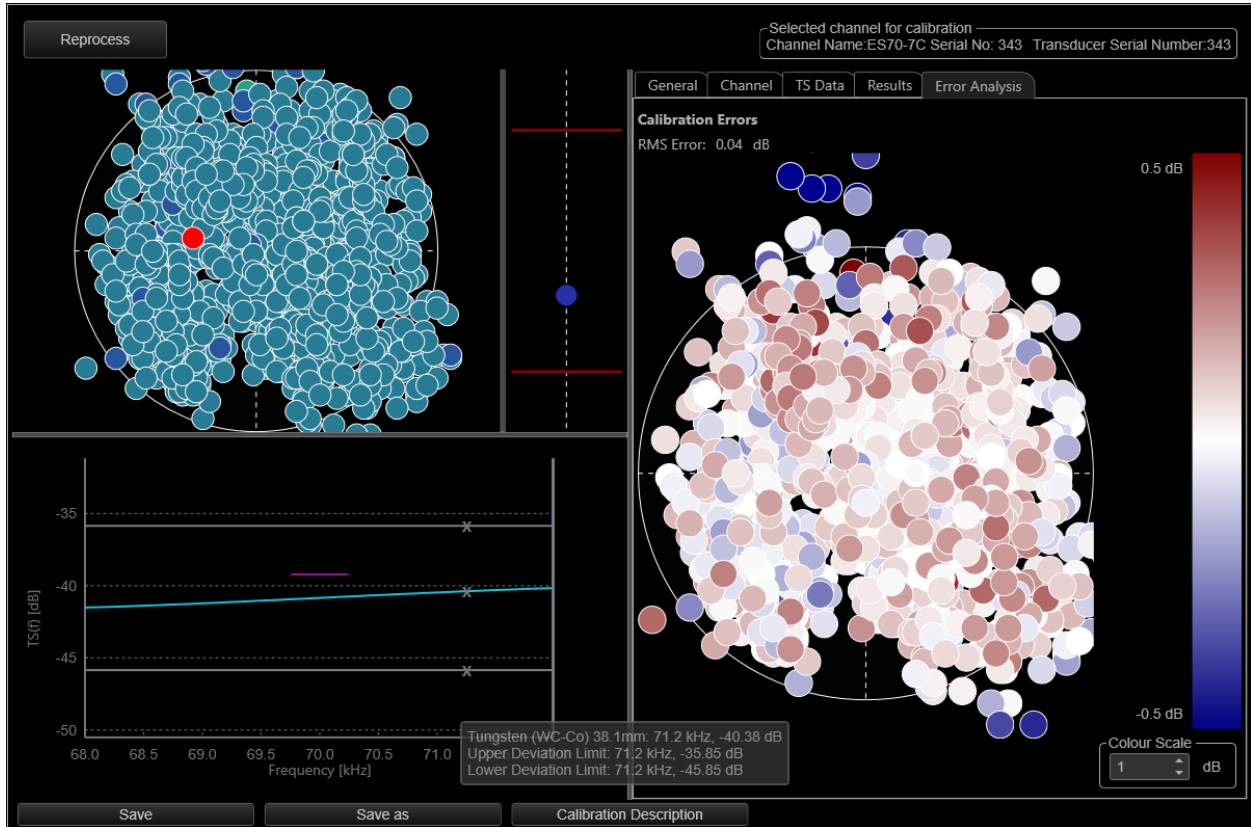 Reprocess
Selected channel for calibration
Channel Name:ES70-7C Serial No: 343 Transducer Serial Number:343
General Channel TS Data Results Error Analysis
Calibration Errors
RMS Error: 0.04 dB
0.5 dB
-0.5 dB
Colour Scale
1 dB
TS(f) [dB]
-35
-40
-45
-50
x
x
x
68.0 68.5 69.0 69.5 70.0 70.5 71.0
Frequency [kHz]
Tungsten (WC-Co) 38.1mm: 71.2 kHz, -40.38 dB
Upper Deviation Limit: 71.2 kHz, -35.85 dB
Lower Deviation Limit: 71.2 kHz, -45.85 dB
Save Save as Calibration Description